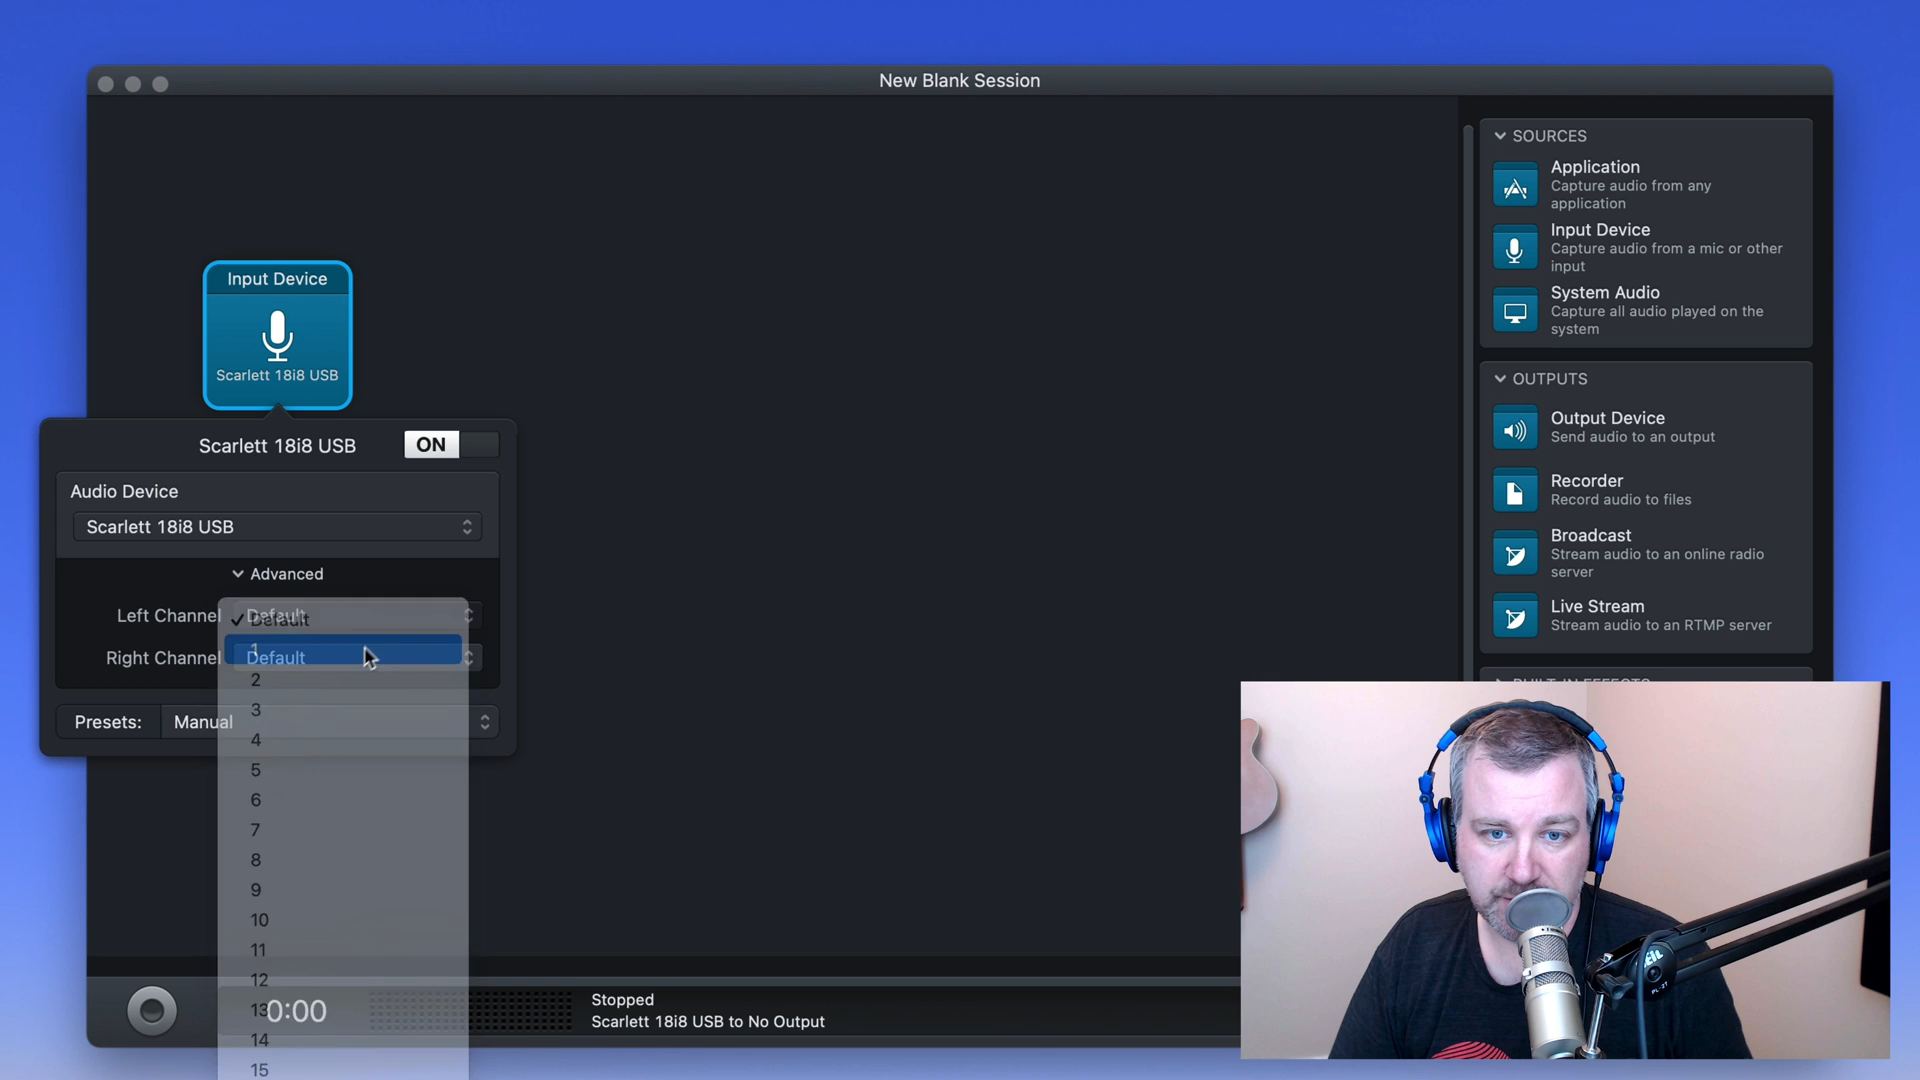 New Blank Session
Input Device
Scarlett 18i8 USB
Scarlett 18i8 USB
ON
Audio Device
Scarlett 18i8 USB
Advanced
Left Channel
Default
Default
Right Channel
1
Default
2
3
Presets:
Manual
4
5
6
7
8
9
10
11
12
13
14
15
0:00
Stopped
Scarlett 18i8 USB to No Output
SOURCES
Application
Capture audio from any
application
Input Device
Capture audio from a mic or other
input
System Audio
Capture all audio played on the
system
OUTPUTS
Output Device
Send audio to an output
Recorder
Record audio to files
Broadcast
Stream audio to an online radio
server
Live Stream
Stream audio to an RTMP server
BUILT-IN EFFECTS